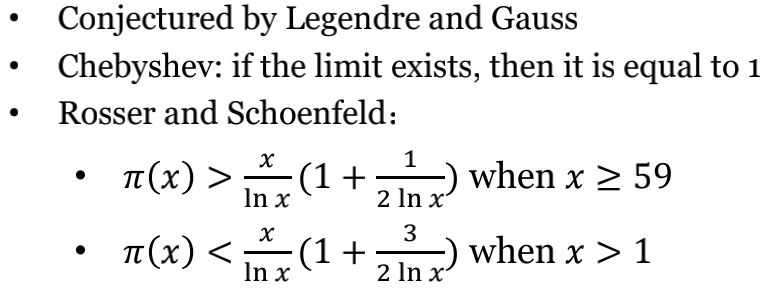 • Conjectured by Legendre and Gauss
• Chebyshev: if the limit exists, then it is equal to 1
• Rosser and Schoenfeld：
• π(x) > x/ln x (1 + 1/(2 ln x)) when x ≥ 59
• π(x) < x/ln x (1 + 3/(2 ln x)) when x > 1